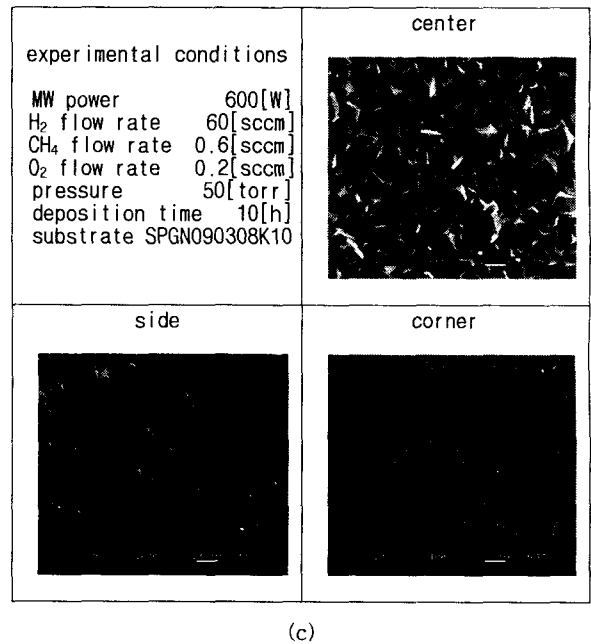 experimental conditions
MW power 600[W]
H₂ flow rate 60[sccm]
CH₄ flow rate 0.6[sccm]
O₂ flow rate 0.2[sccm]
pressure 50[torr]
deposition time 10[h]
substrate SPGN090308K10
center
side
corner
(c)